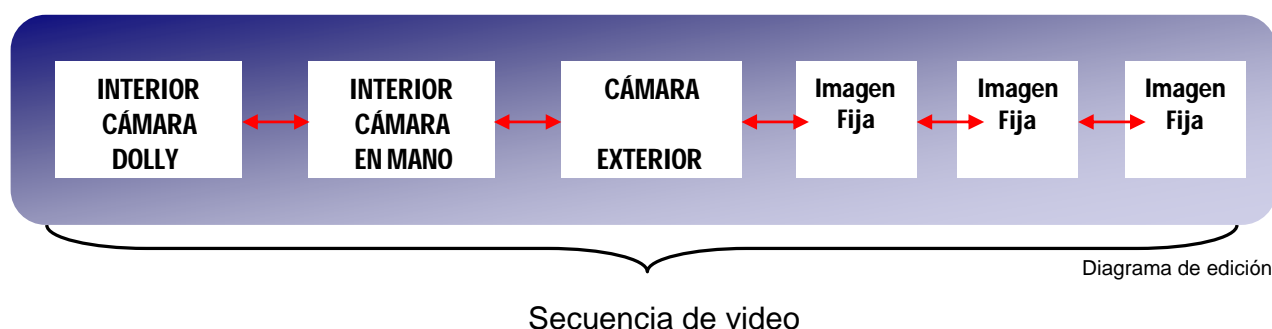 INTERIOR
CÁMARA
DOLLY
INTERIOR
CÁMARA
EN MANO
CÁMARA
EXTERIOR
Imagen
Fija
Imagen
Fija
Imagen
Fija
Diagrama de edición
Secuencia de video